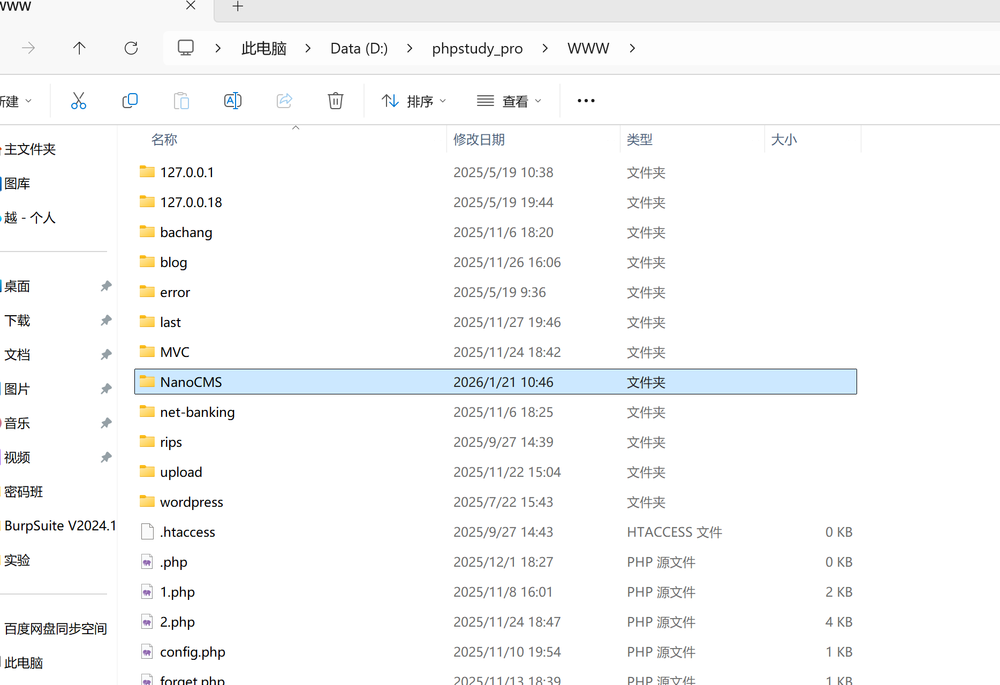 WWW
此电脑 Data (D:) phpstudy_pro WWW
新建 排序 查看
名称 修改日期 类型 大小
主文件夹
图库
越 - 个人
桌面
下载
文档
图片
音乐
视频
密码班
BurpSuite V2024.1
实验
百度网盘同步空间
此电脑
127.0.0.1 2025/5/19 10:38 文件夹
127.0.0.18 2025/5/19 19:44 文件夹
bachang 2025/11/6 18:20 文件夹
blog 2025/11/26 16:06 文件夹
error 2025/5/19 9:36 文件夹
last 2025/11/27 19:46 文件夹
MVC 2025/11/24 18:42 文件夹
NanoCMS 2026/1/21 10:46 文件夹
net-banking 2025/11/6 18:25 文件夹
rips 2025/9/27 14:39 文件夹
upload 2025/11/22 15:04 文件夹
wordpress 2025/7/22 15:43 文件夹
.htaccess 2025/9/27 14:43 HTACCESS 文件 0 KB
.php 2025/12/1 18:27 PHP 源文件 0 KB
1.php 2025/11/8 16:01 PHP 源文件 2 KB
2.php 2025/11/24 18:47 PHP 源文件 4 KB
config.php 2025/11/10 19:54 PHP 源文件 1 KB
forget.php 2025/11/13 18:39 PHP 源文件 1 KB